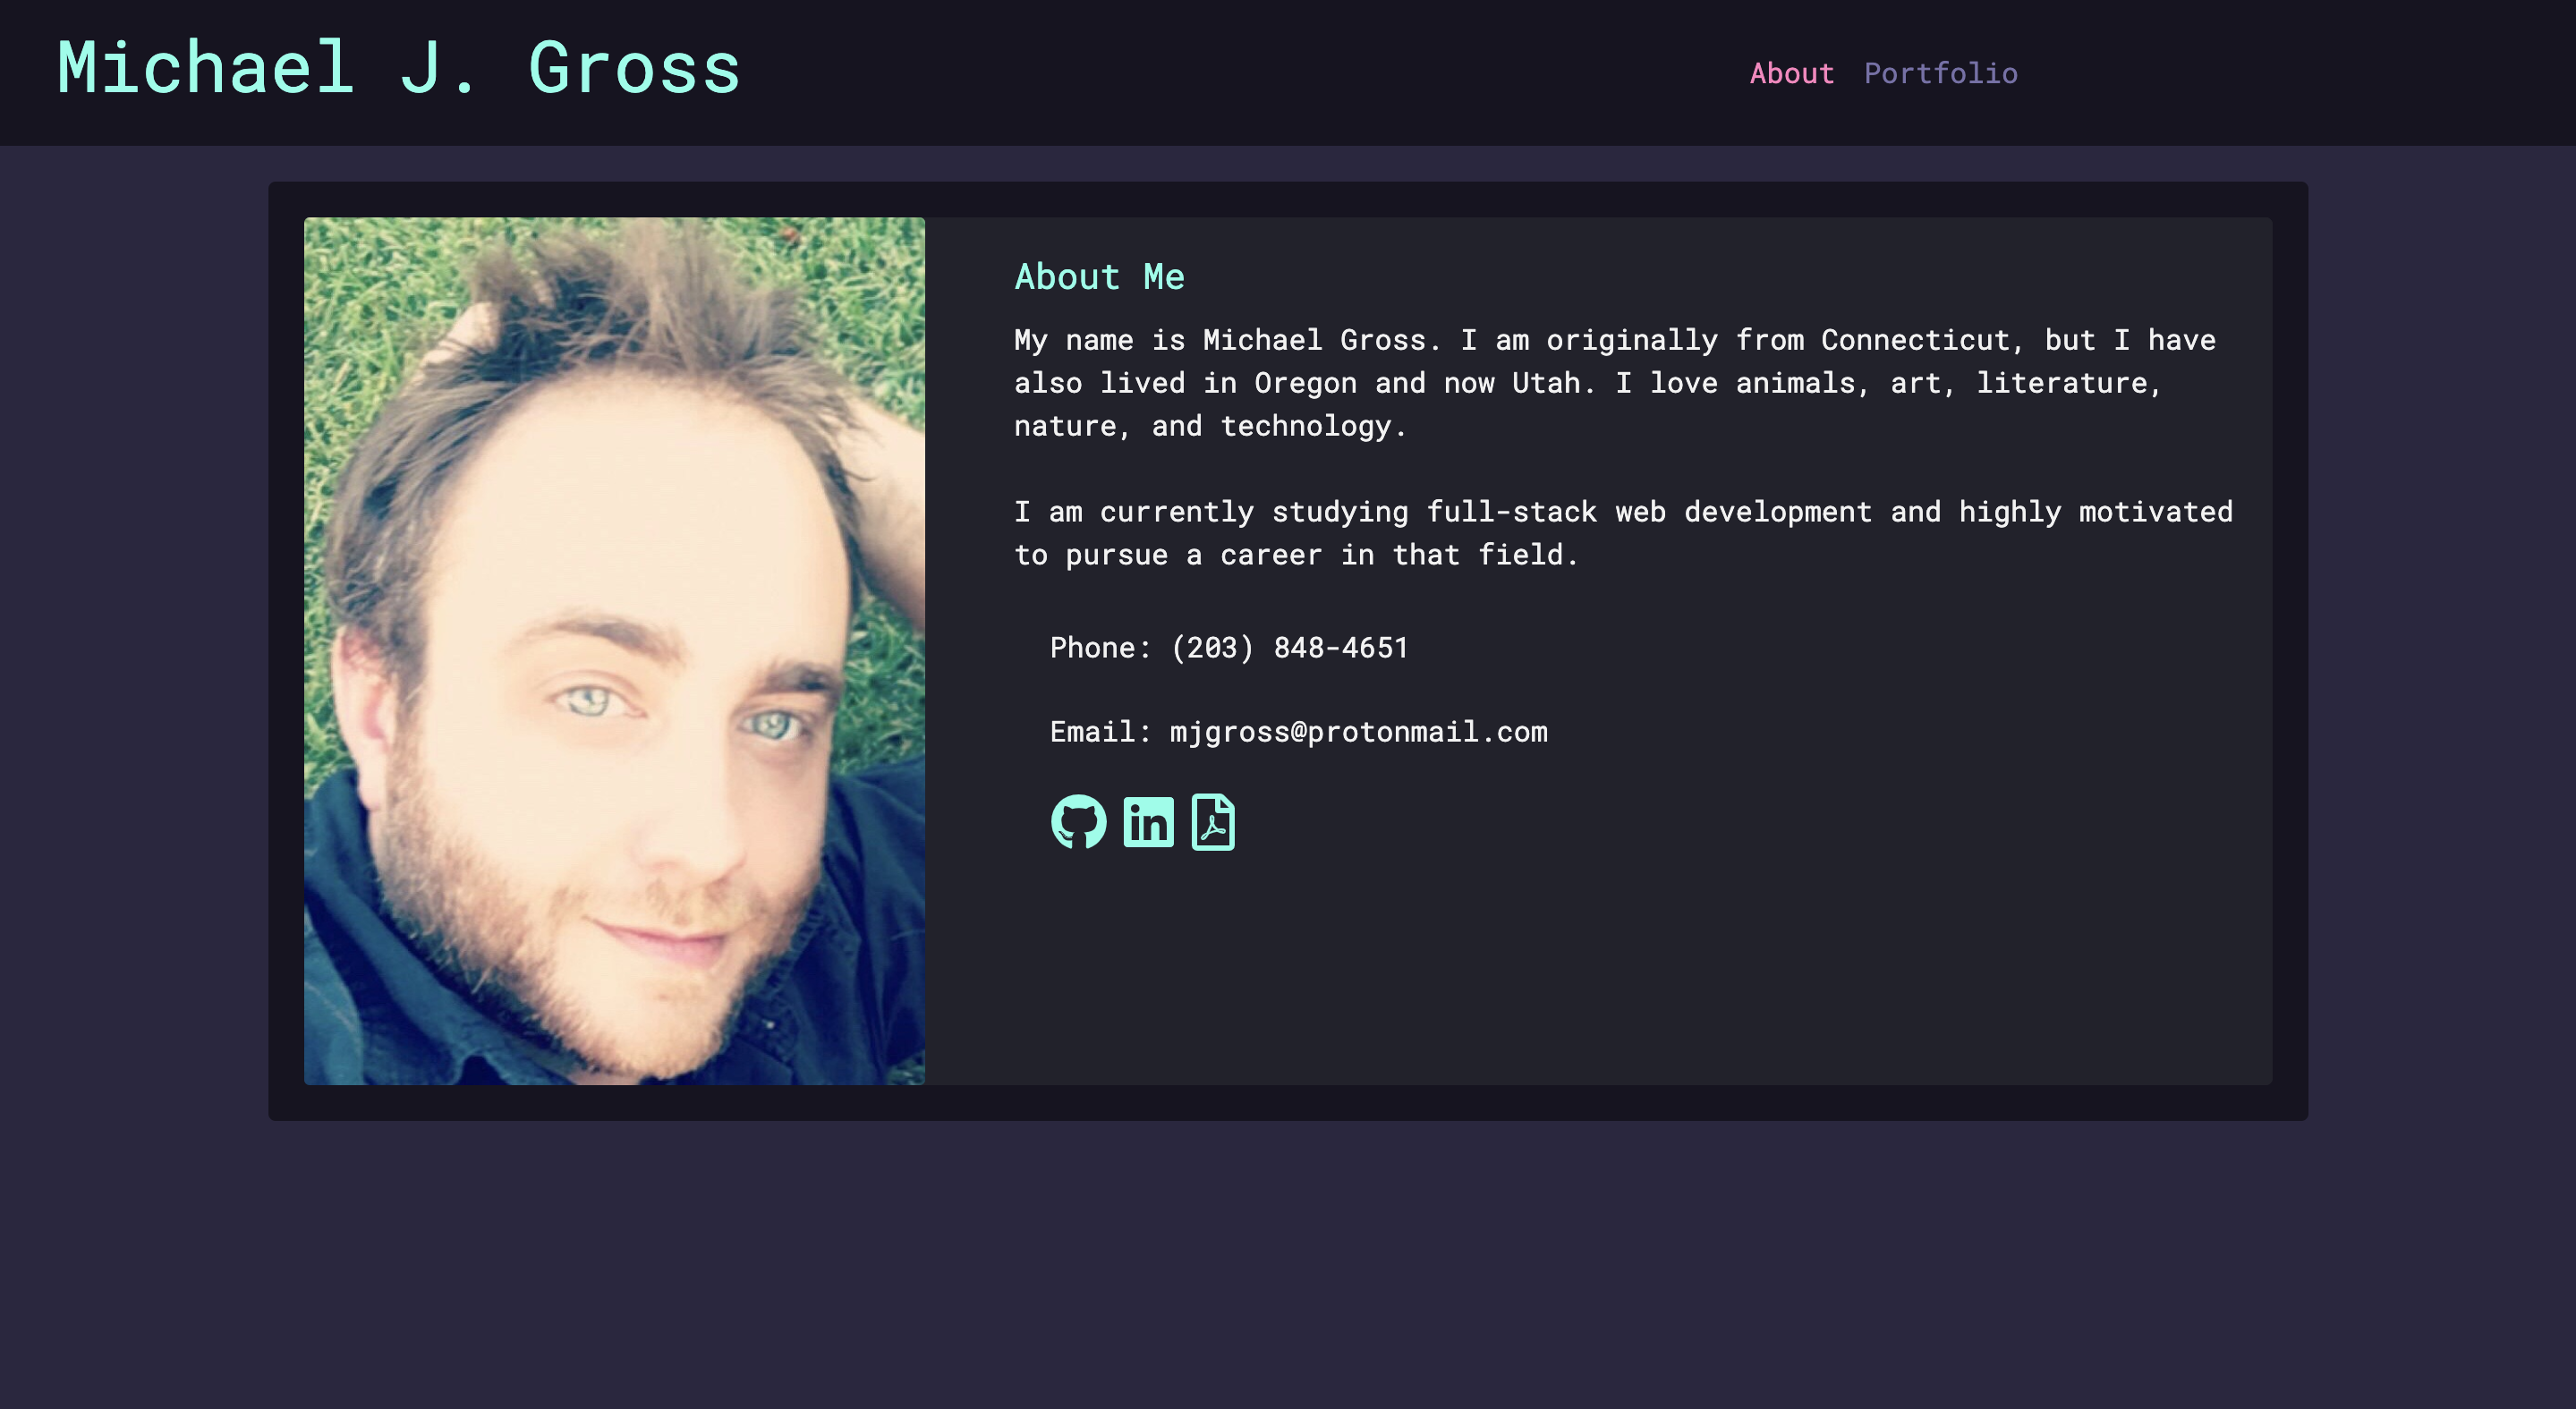 Michael J. Gross
About Portfolio
About Me
My name is Michael Gross. I am originally from Connecticut, but I have
also lived in Oregon and now Utah. I love animals, art, literature,
nature, and technology.
I am currently studying full-stack web development and highly motivated
to pursue a career in that field.
Phone: (203) 848-4651
Email: mjgross@protonmail.com
in